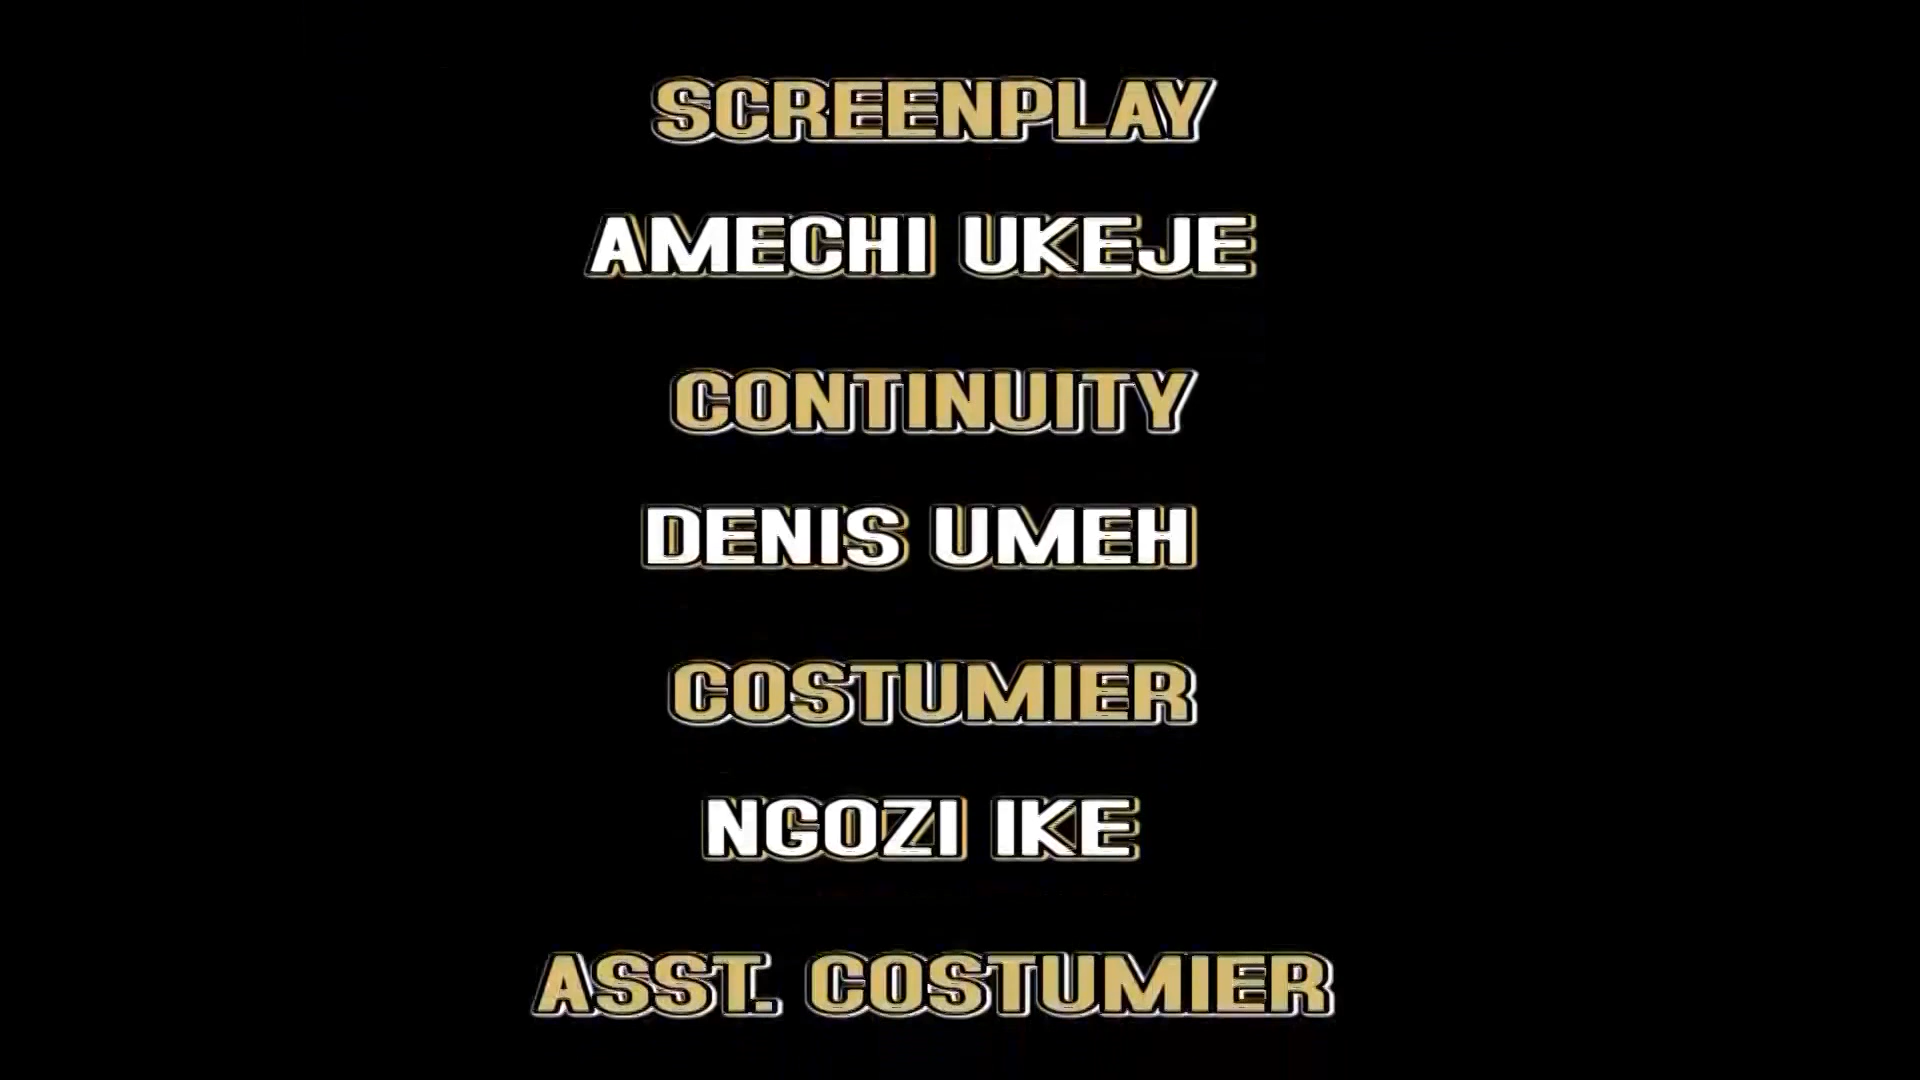 SCREENPLAY
AMECHI UKEJE
CONTINUITY
DENIS UMEH
COSTUMIER
NGOZI IKE
ASST. COSTUMIER